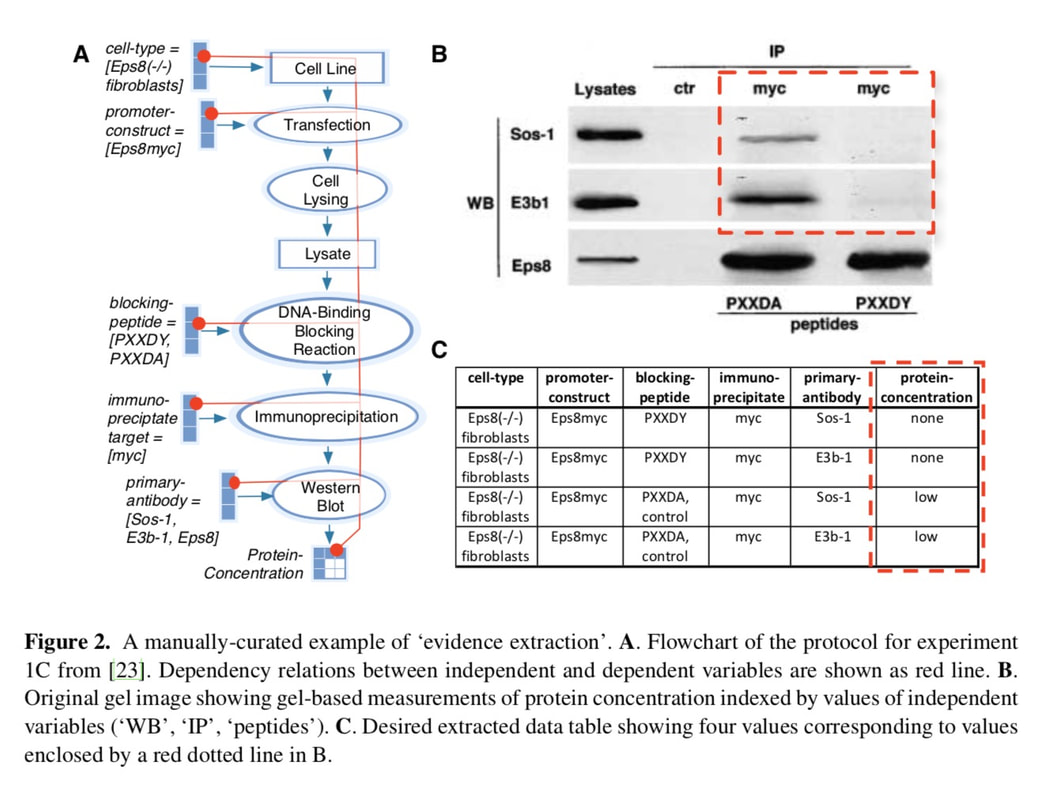 A
cell-type =
[Eps8(-/-)
fibroblasts]
Cell Line
promoter-
construct =
[Eps8myc]
Transfection
Cell
Lysing
Lysate
blocking-
peptide =
[PXXDY,
PXXDA]
DNA-Binding
Blocking
Reaction
immuno-
preciptate
target =
[myc]
Immunoprecipitation
primary-
antibody =
[Sos-1,
E3b-1, Eps8]
Western
Blot
Protein-
Concentration
B
IP
Lysates ctr myc myc
Sos-1
WB E3b1
Eps8
PXXDA PXXDY
peptides
C
cell-type promoter- blocking- immuno- primary- protein-
construct peptide precipitate antibody concentration
Eps8(-/-) Eps8myc PXXDY myc Sos-1 none
fibroblasts
Eps8(-/-) Eps8myc PXXDY myc E3b-1 none
fibroblasts
Eps8(-/-) Eps8myc PXXDA, myc Sos-1 low
fibroblasts control
Eps8(-/-) Eps8myc PXXDA, myc E3b-1 low
fibroblasts control
Figure 2. A manually-curated example of ‘evidence extraction’. A. Flowchart of the protocol for experiment
1C from [23]. Dependency relations between independent and dependent variables are shown as red line. B.
Original gel image showing gel-based measurements of protein concentration indexed by values of independent
variables (‘WB’, ‘IP’, ‘peptides’). C. Desired extracted data table showing four values corresponding to values
enclosed by a red dotted line in B.